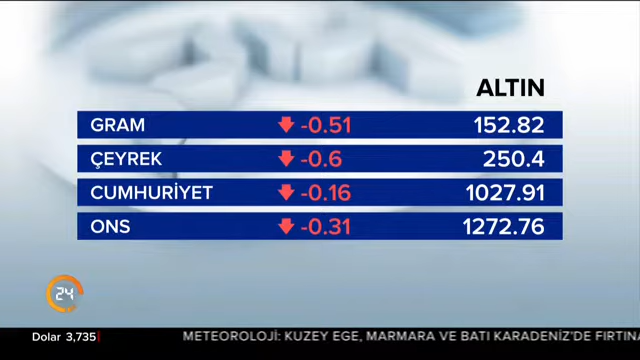 ALTIN
GRAM -0.51 152.82
ÇEYREK -0.6 250.4
CUMHURİYET -0.16 1027.91
ONS -0.31 1272.76
24
Dolar 3,735 METEOROLOJİ: KUZEY EGE, MARMARA VE BATI KARADENİZ'DE FIRTINA